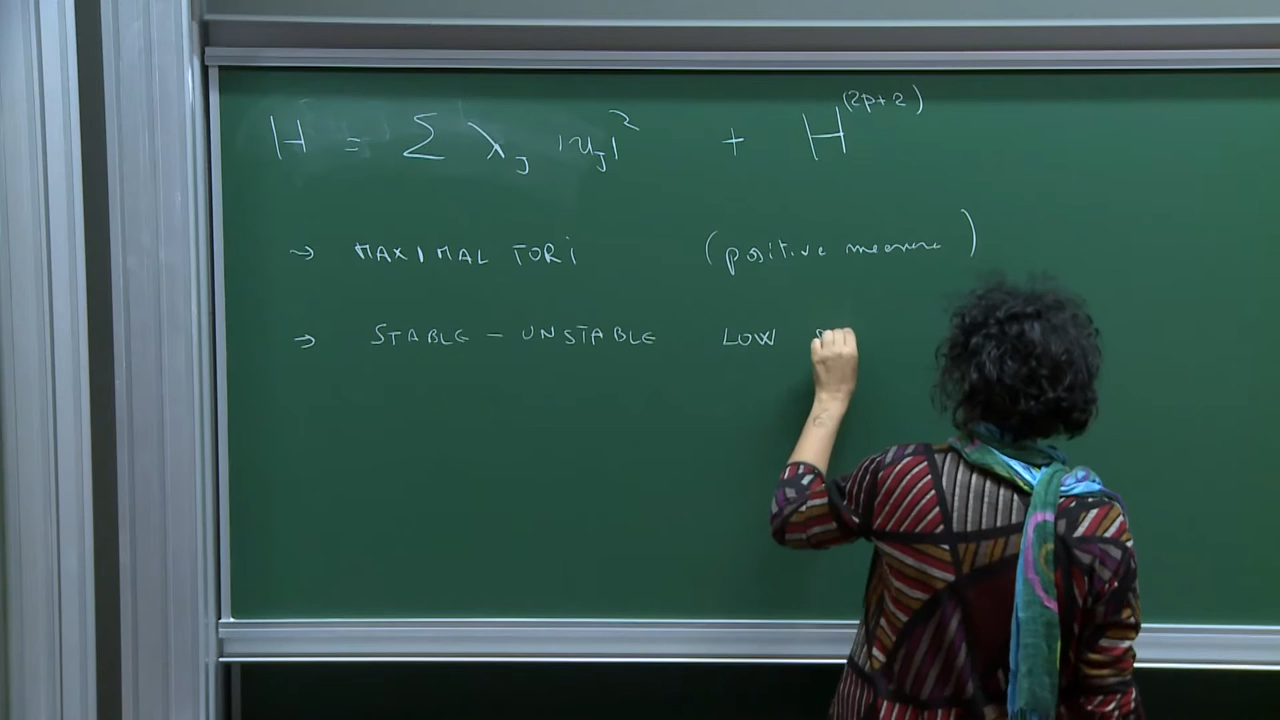 H = Σ λ_J |u_J|² + H^(2p+2)
→ MAXIMAL TORI (positive measure)
→ STABLE – UNSTABLE LOW